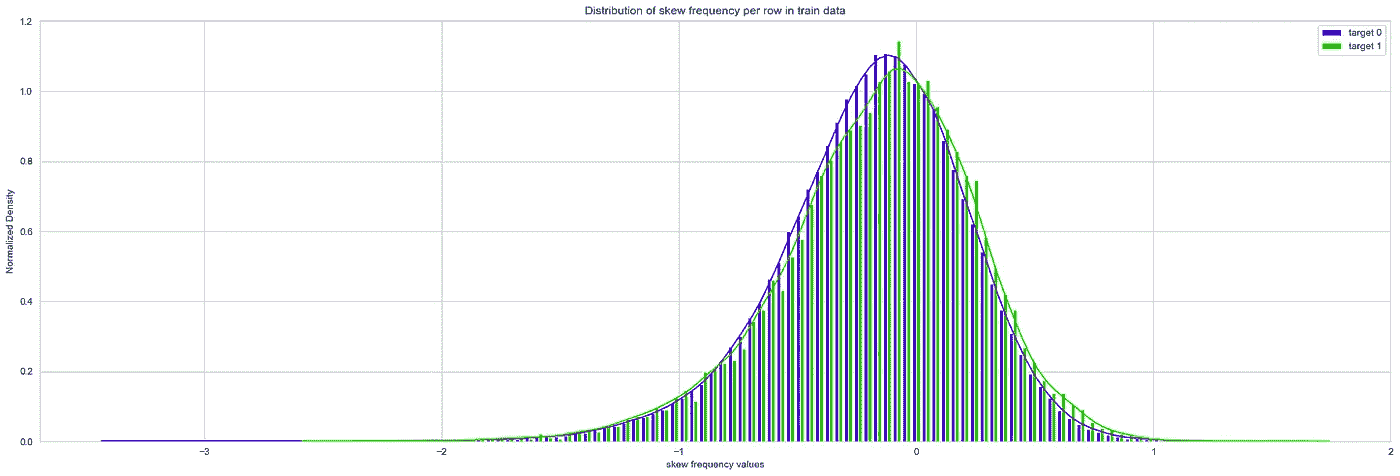 Distribution of skew frequency per row in train data
target 0
target 1
Normalized Density
1.2
1.0
0.8
0.6
0.4
0.2
0.0
−3
−2
−1
0
1
2
skew frequency values